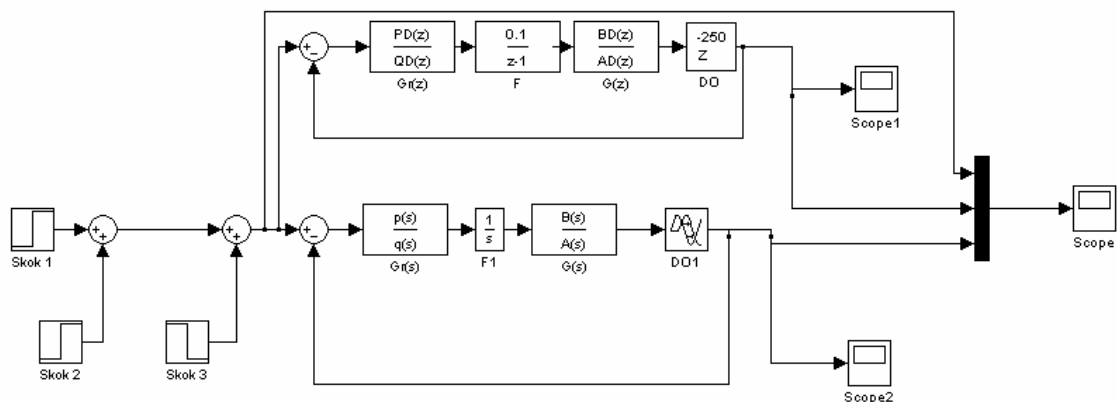 PD(z)
QD(z)
Gr(z)
0.1
z-1
F
BD(z)
AD(z)
G(z)
-250
Z
DO
Scope1
Skok 1
Skok 2
Skok 3
p(s)
q(s)
Gr(s)
1
s
F1
B(s)
A(s)
G(s)
DO1
Scope
Scope2